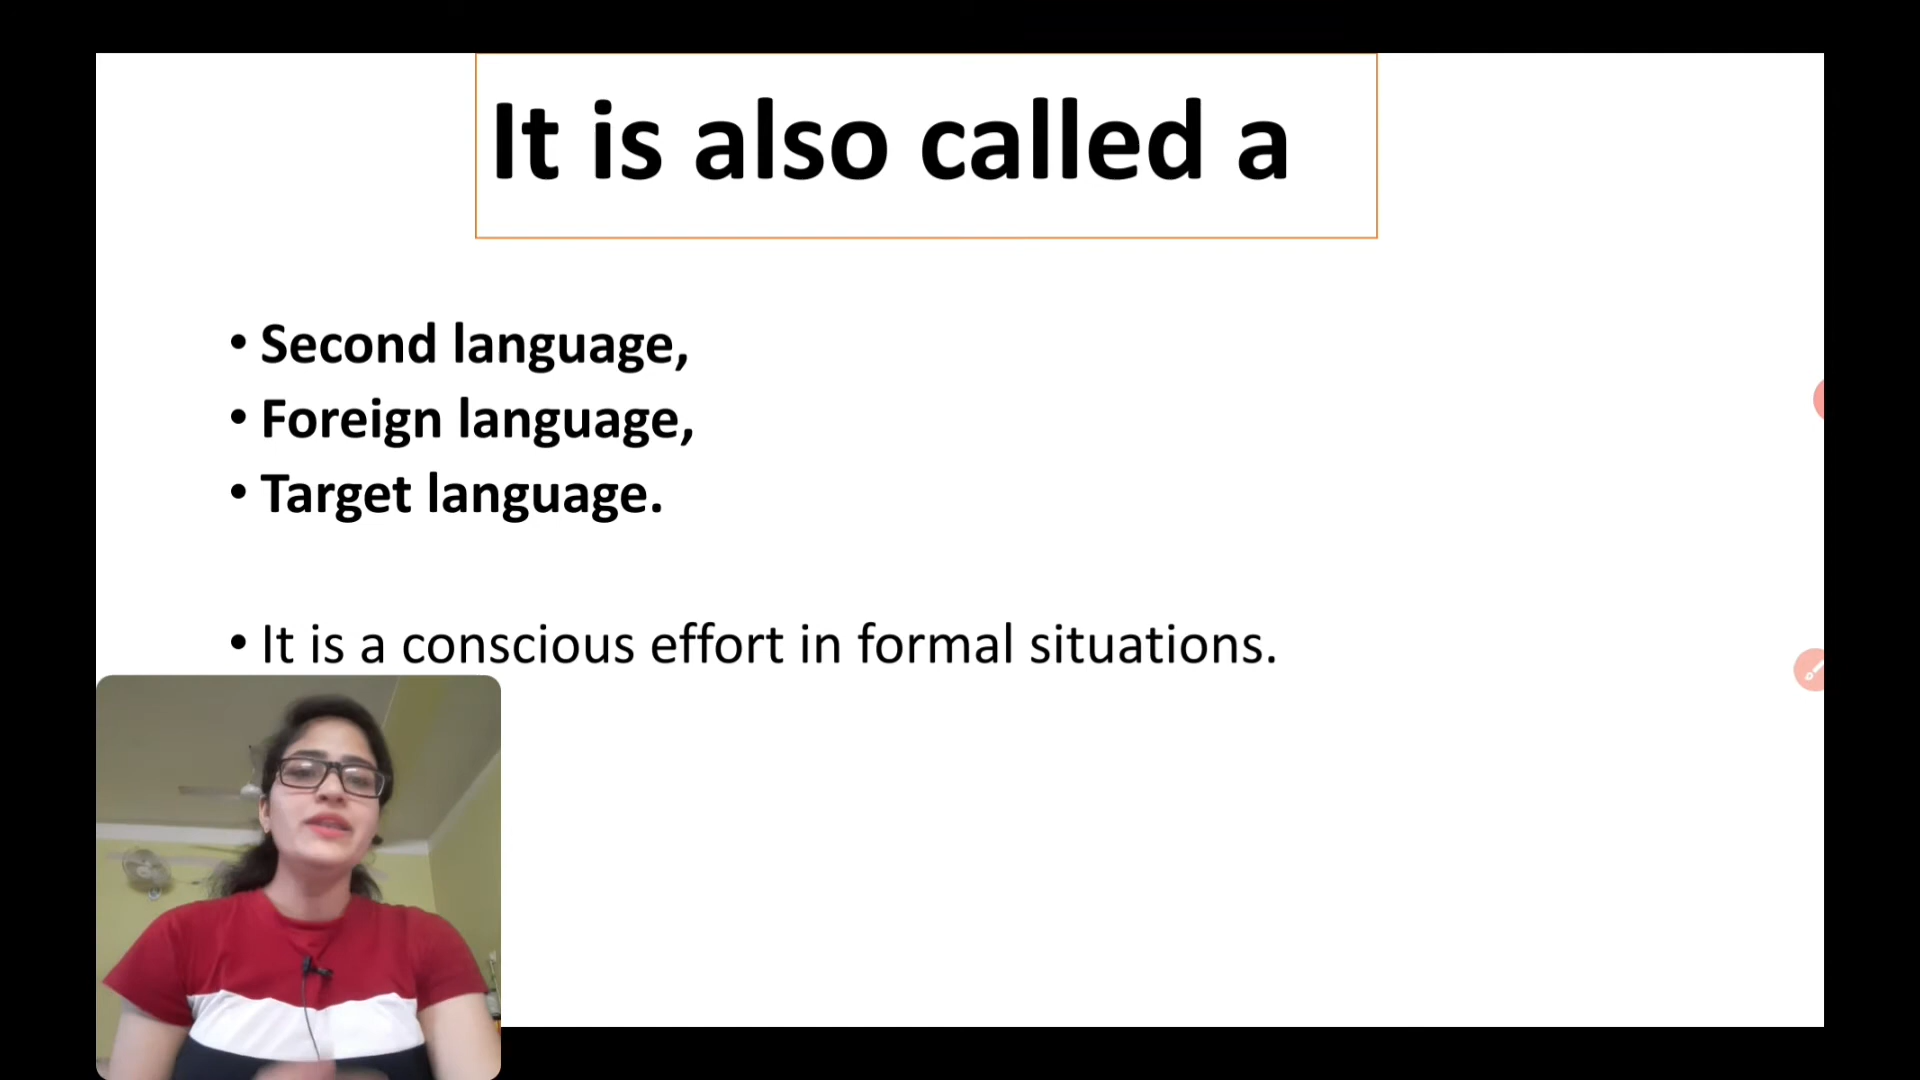 It is also called a
• Second language,
• Foreign language,
• Target language.
• It is a conscious effort in formal situations.